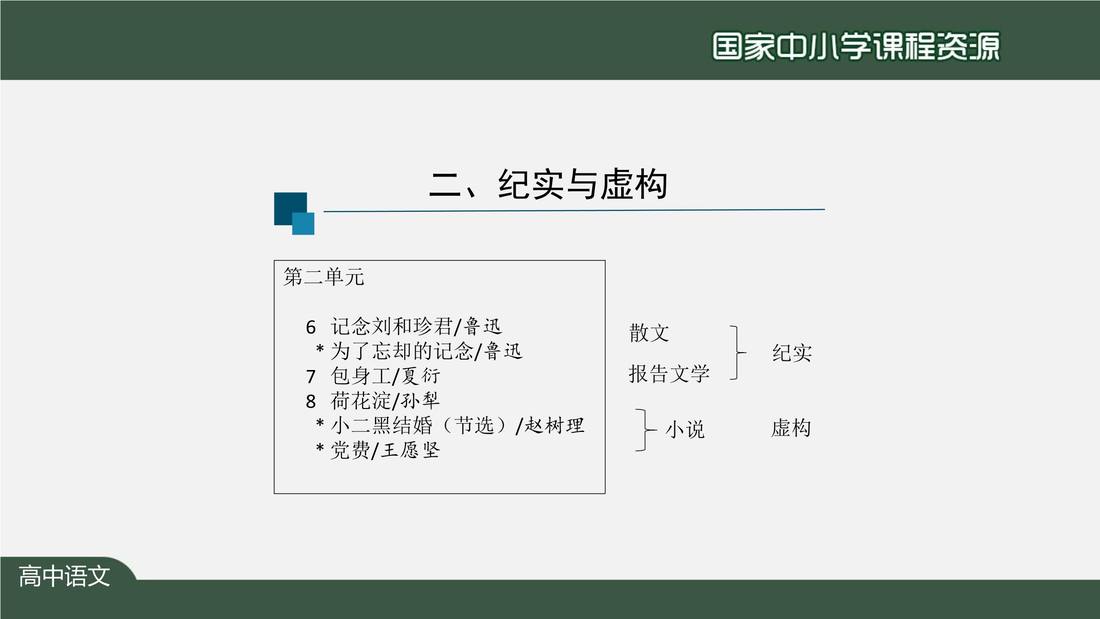 国家中小学课程资源
二、纪实与虚构
第二单元
6 记念刘和珍君/鲁迅
*为了忘却的记念/鲁迅
7 包身工/夏衍
8 荷花淀/孙犁
*小二黑结婚（节选）/赵树理
*党费/王愿坚
散文
报告文学
纪实
小说
虚构
高中语文